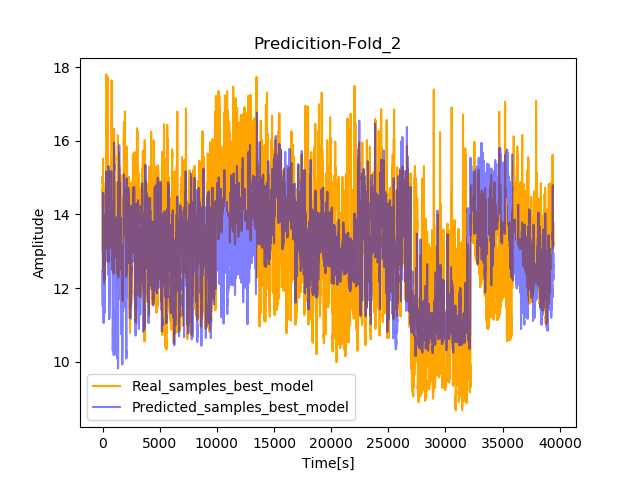 Predicition-Fold_2
18
16
14
12
10
Amplitude
Real_samples_best_model
Predicted_samples_best_model
0 5000 10000 15000 20000 25000 30000 35000 40000
Time[s]